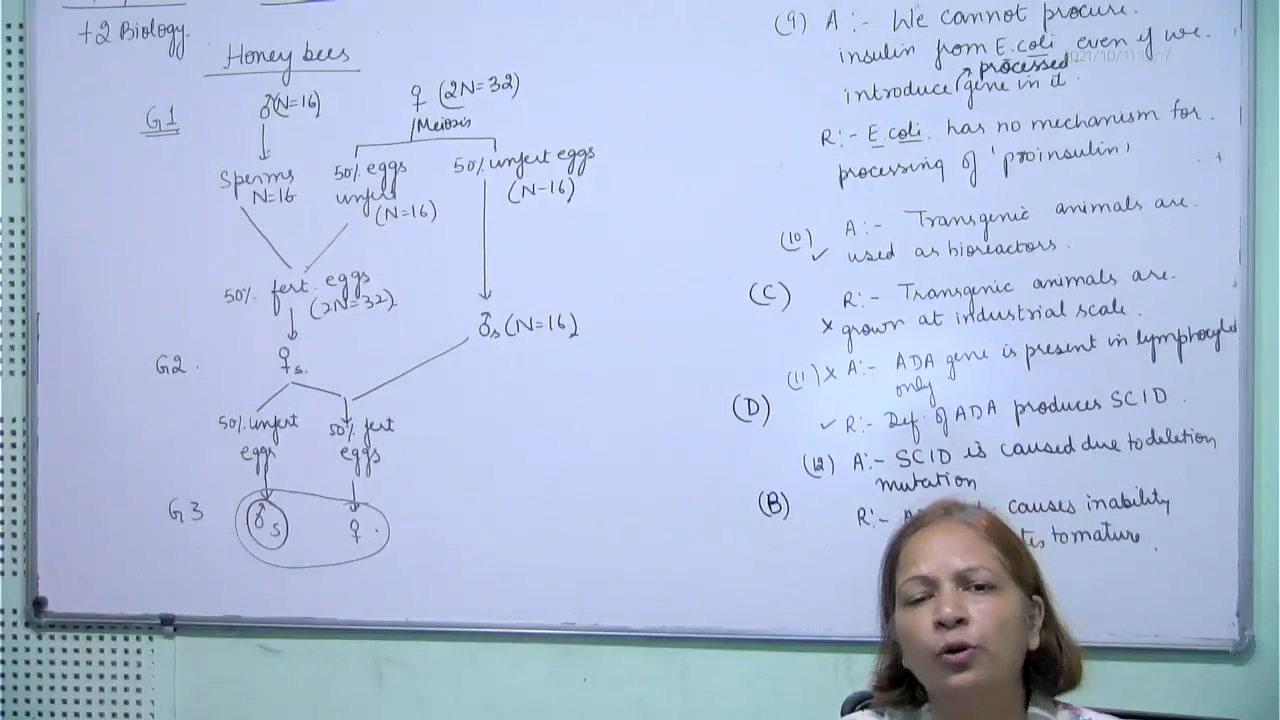 +2 Biology.
Honey bees
G1
♂(N=16)
♀ (2N=32)
Meiosis
Sperms
N=16
50% eggs
unfert
(N=16)
50% unfert eggs
(N-16)
50% fert. eggs
(2N=32)
♂s (N=16)
G2.
♀s.
50% unfert
eggs
50% fert
eggs
G3
♂s
♀.
(9) A:- We cannot procure.
insulin from E.coli even if we.
processed
introduce gene in it.
R:- E.coli. has no mechanism for.
processing of 'proinsulin'
(10) A:- Transgenic animals are.
✓ used as bioreactors.
(C)
R:- Transgenic animals are.
× grown at industrial scale.
(11) × A:- ADA gene is present in lymphocytes
only.
(D)
✓ R:- Def. of ADA produces SCID.
(12) A:- SCID is caused due to deletion
mutation
(B)
R:- causes inability
to mature.